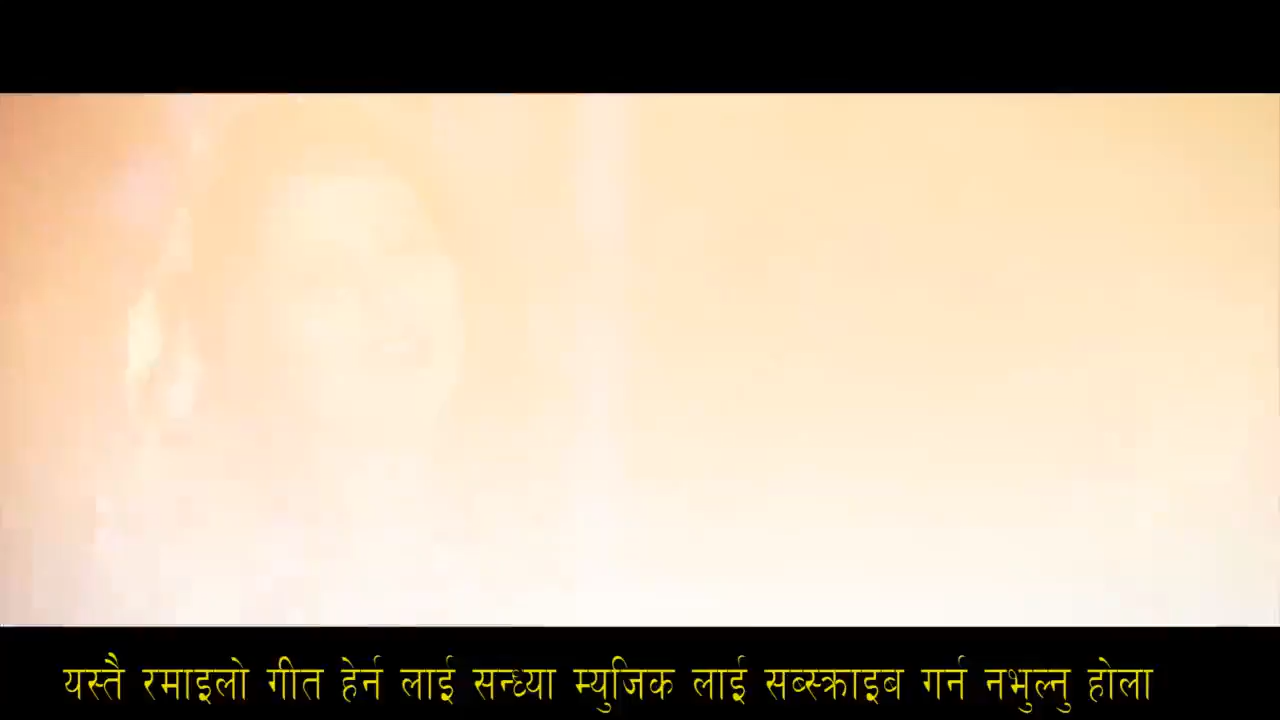 यस्तै रमाइलो गीत हेर्न लाई सन्ध्या म्युजिक लाई सब्स्क्राइब गर्न नभुल्नु होला